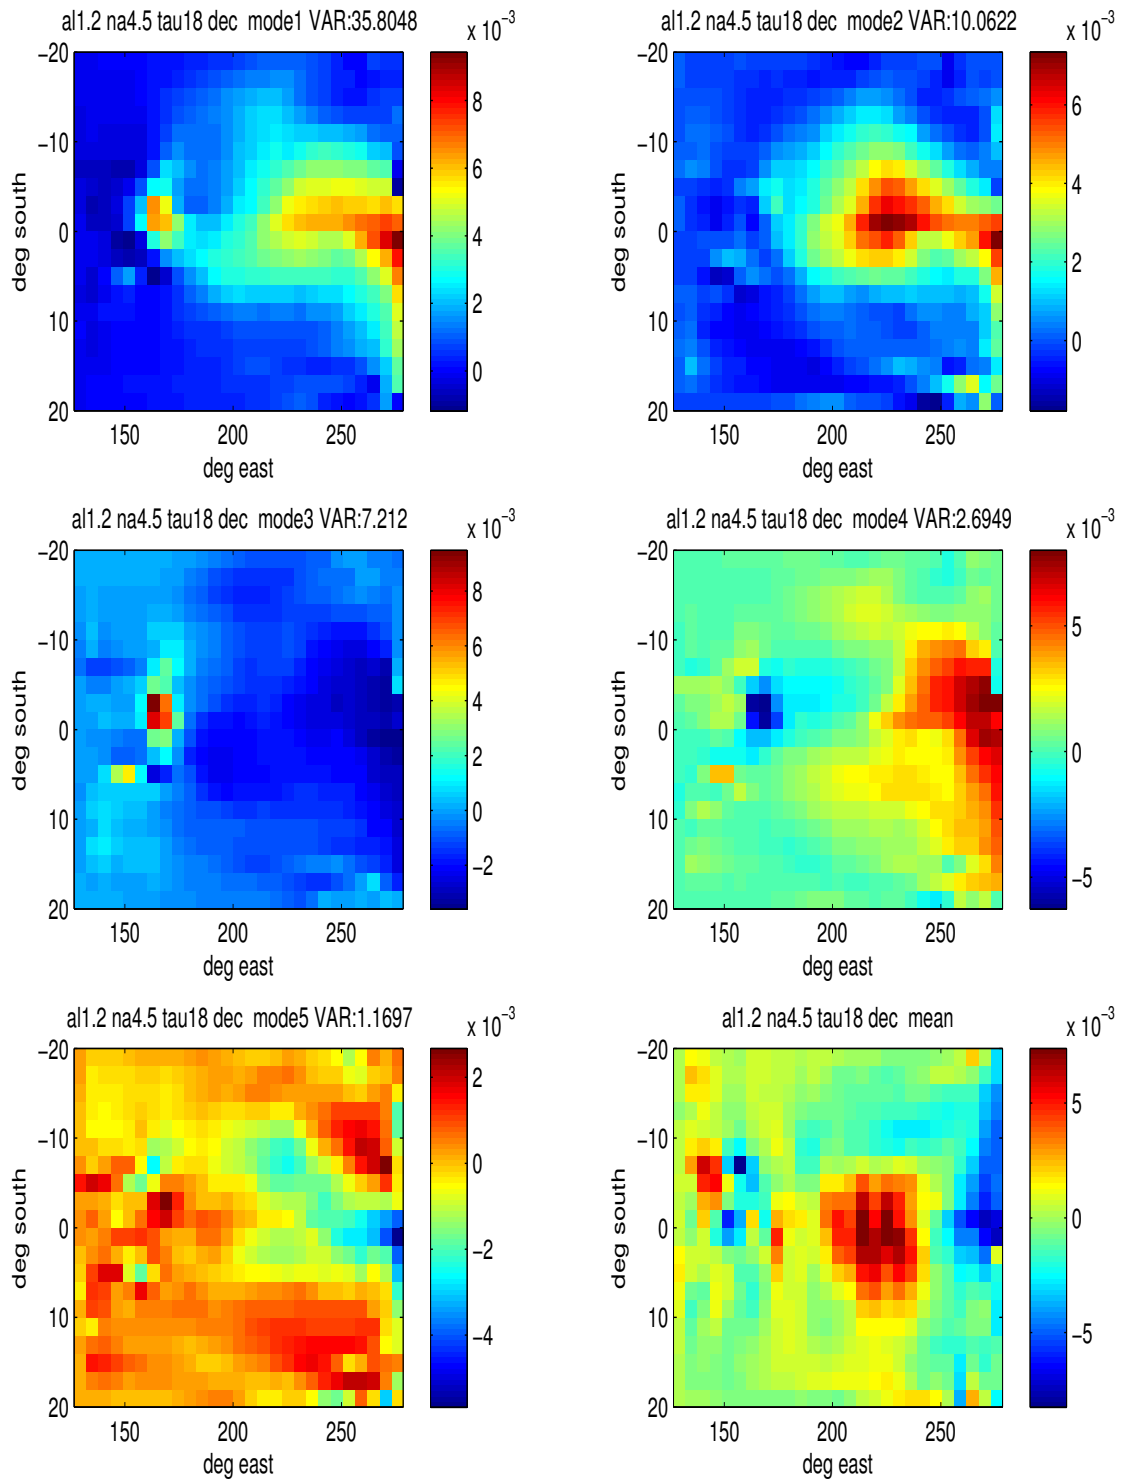 al1.2 na4.5 tau18 dec  mode1 VAR:35.8048
x 10⁻³
−20
−10
0
10
20
deg south
150 200 250
deg east
8
6
4
2
0
al1.2 na4.5 tau18 dec  mode2 VAR:10.0622
x 10⁻³
−20
−10
0
10
20
deg south
150 200 250
deg east
6
4
2
0
al1.2 na4.5 tau18 dec  mode3 VAR:7.212
x 10⁻³
−20
−10
0
10
20
deg south
150 200 250
deg east
8
6
4
2
0
−2
al1.2 na4.5 tau18 dec  mode4 VAR:2.6949
x 10⁻³
−20
−10
0
10
20
deg south
150 200 250
deg east
5
0
−5
al1.2 na4.5 tau18 dec  mode5 VAR:1.1697
x 10⁻³
−20
−10
0
10
20
deg south
150 200 250
deg east
2
0
−2
−4
al1.2 na4.5 tau18 dec  mean
x 10⁻³
−20
−10
0
10
20
deg south
150 200 250
deg east
5
0
−5